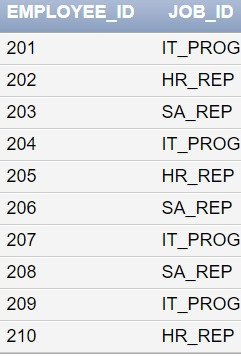 EMPLOYEE_ID JOB_ID
201 IT_PROG
202 HR_REP
203 SA_REP
204 IT_PROG
205 HR_REP
206 SA_REP
207 IT_PROG
208 SA_REP
209 IT_PROG
210 HR_REP